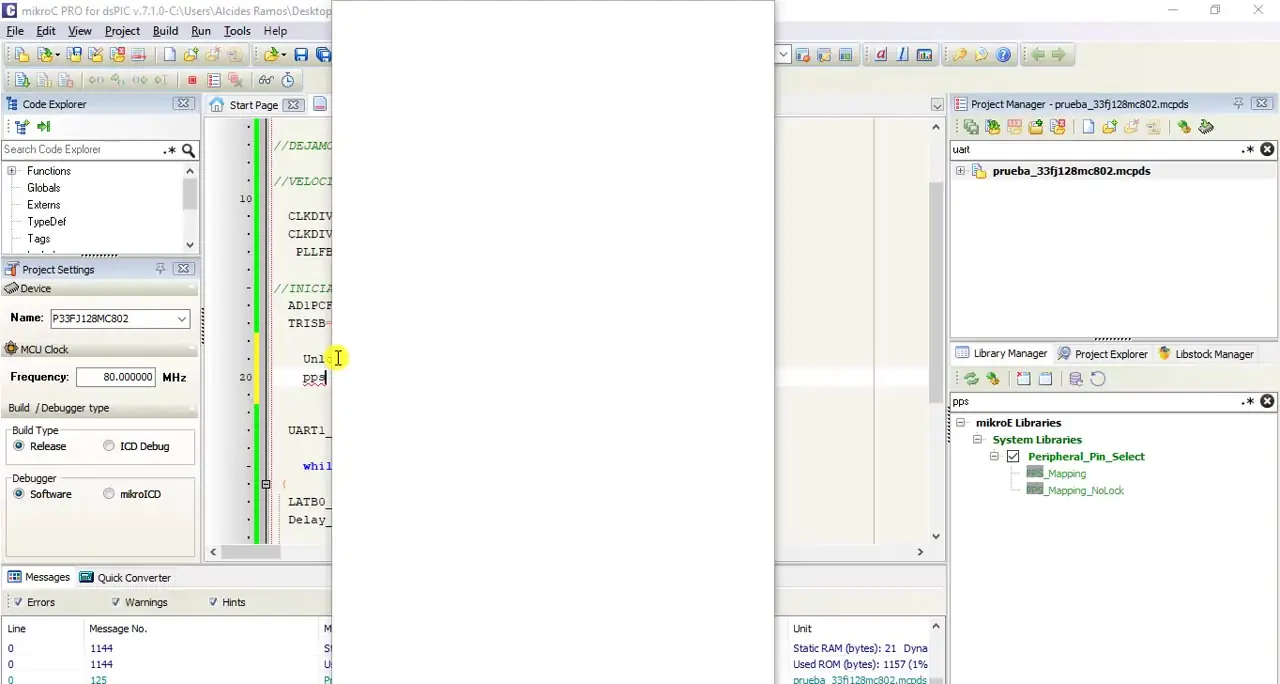 mikroC PRO for dsPIC v.7.1.0-C:\Users\Alcides Ramos\Desktop
File Edit View Project Build Run Tools Help
Code Explorer
Search Code Explorer .*
Functions
Globals
Externs
TypeDef
Tags
Project Settings
Device
Name: P33FJ128MC802
MCU Clock
Frequency: 80.000000 MHz
Build / Debugger type
Build Type
Release ICD Debug
Debugger
Software mikroICD
Start Page
//DEJAMO
//VELOCI
10
CLKDIV
CLKDIV
PLLFB
//INICIA
AD1PCF
TRISB=
Unl
20 pps
UART1_
whil
{
LATB0_
Delay_
Project Manager - prueba_33fj128mc802.mcpds
uart .*
prueba_33fj128mc802.mcpds
Library Manager Project Explorer Libstock Manager
pps .*
mikroE Libraries
System Libraries
Peripheral_Pin_Select
PPS_Mapping
PPS_Mapping_NoLock
Messages Quick Converter
Errors Warnings Hints
Line Message No. M Unit
0 1144 St Static RAM (bytes): 21 Dyna
0 1144 Us Used ROM (bytes): 1157 (1%
0 125 Pr prueba_33fj128mc802.mcpds